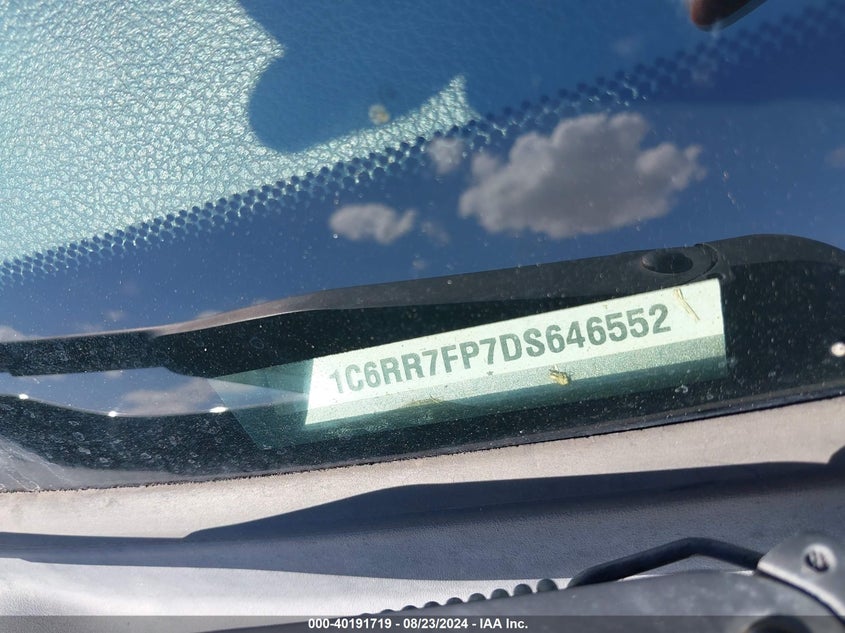 1C6RR7FP7DS646552
000-40191719 - 08/23/2024 - IAA Inc.